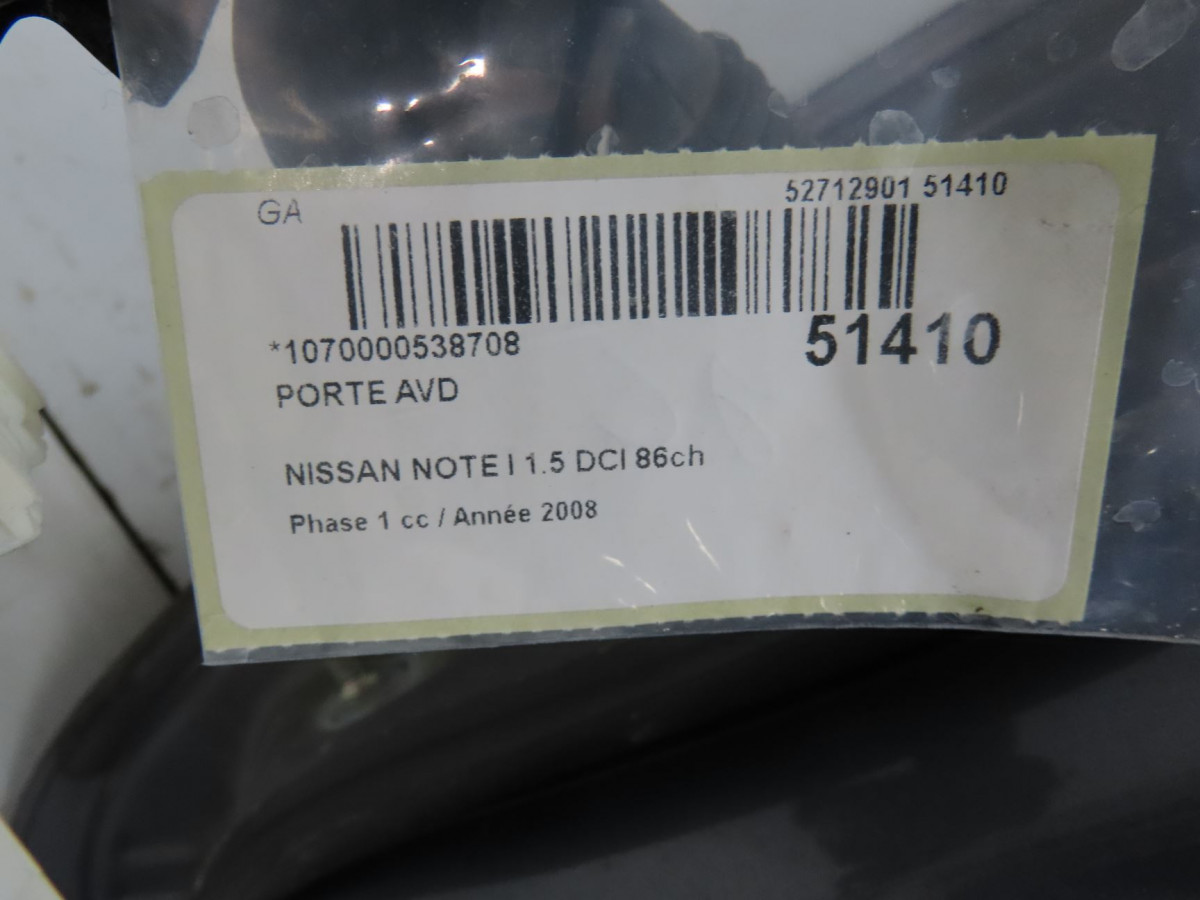 GA
52712901 51410
*1070000538708
51410
PORTE AVD
NISSAN NOTE I 1.5 DCI 86ch
Phase 1 cc / Année 2008